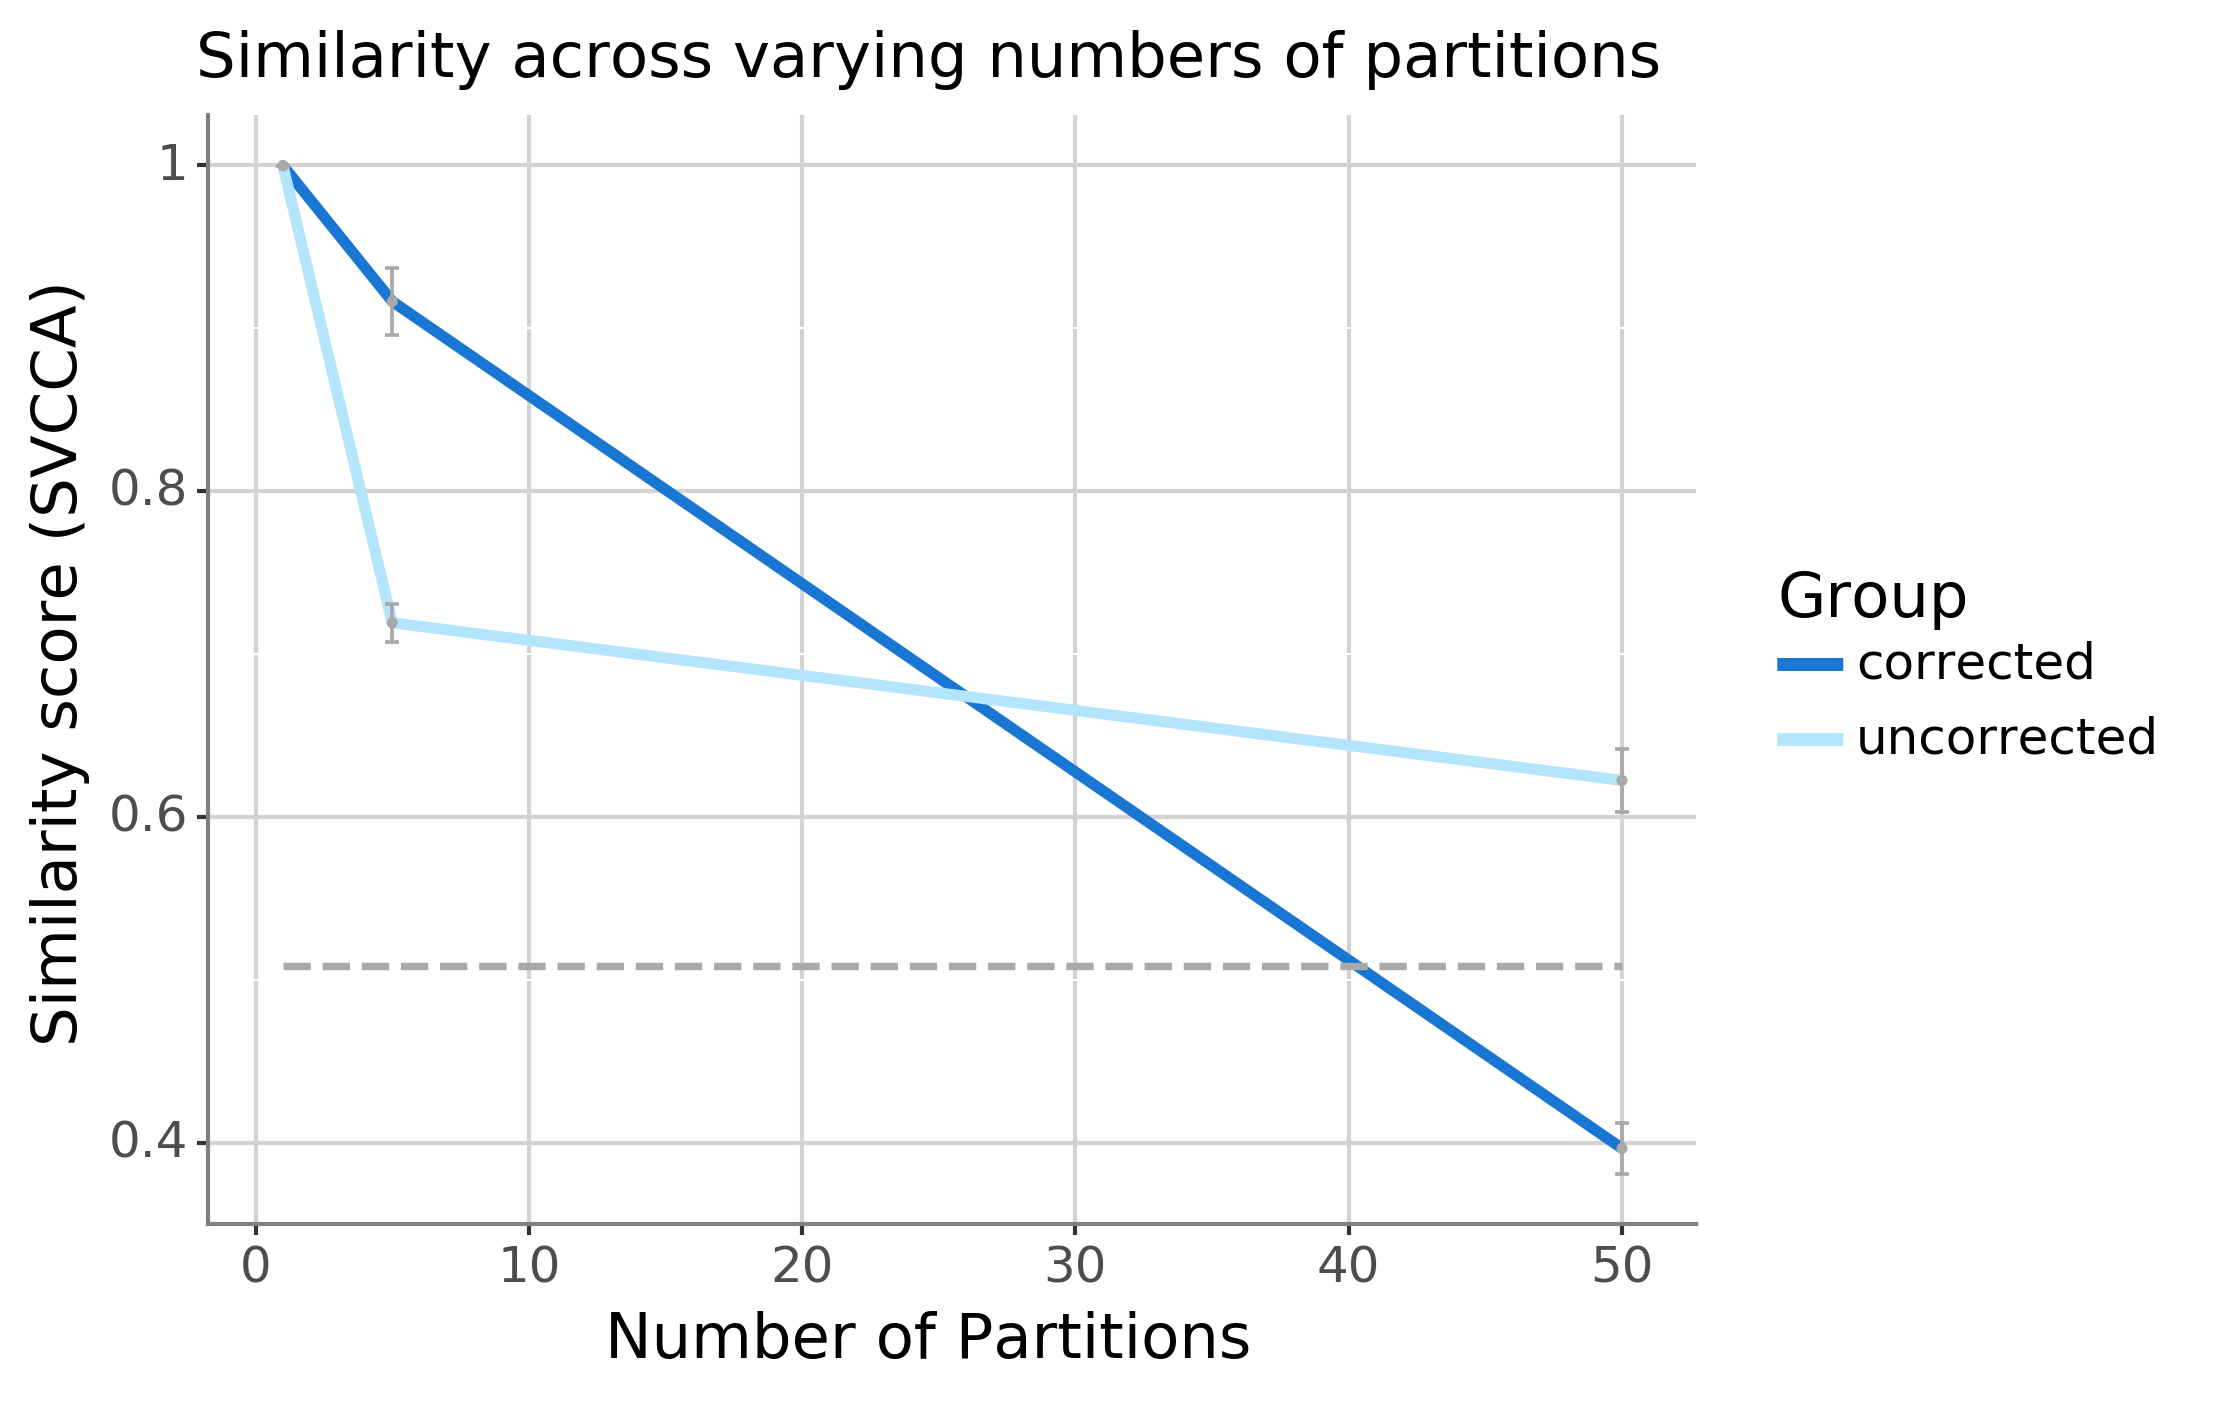 Similarity across varying numbers of partitions
Similarity score (SVCCA)
1
0.8
0.6
0.4
0 10 20 30 40 50
Number of Partitions
Group
corrected
uncorrected